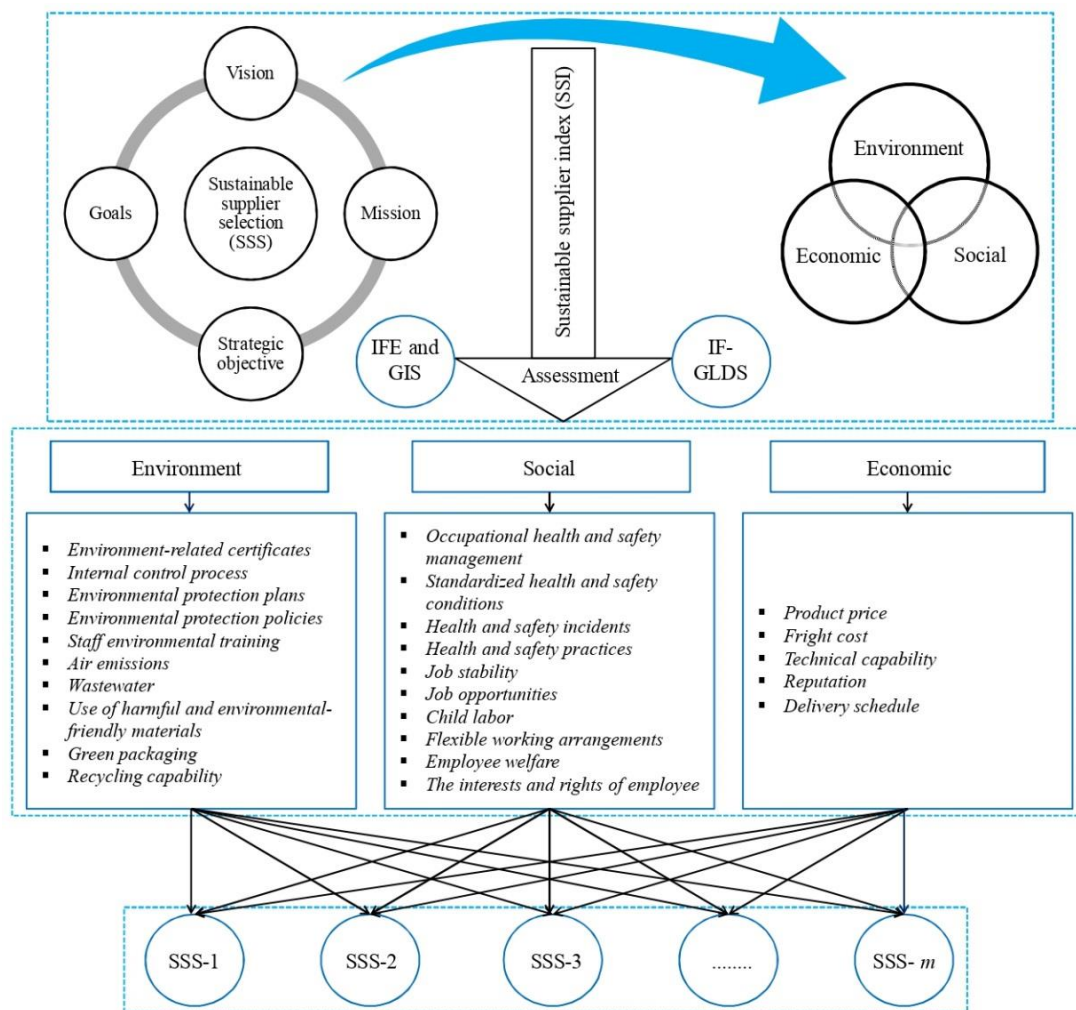 Vision
Goals
Sustainable
supplier
selection
(SSS)
Mission
Strategic
objective
Sustainable supplier index (SSI)
Environment
Economic
Social
IFE and
GIS
Assessment
IF-
GLDS
Environment
▪ Environment-related certificates
▪ Internal control process
▪ Environmental protection plans
▪ Environmental protection policies
▪ Staff environmental training
▪ Air emissions
▪ Wastewater
▪ Use of harmful and environmental-
friendly materials
▪ Green packaging
▪ Recycling capability
Social
▪ Occupational health and safety
management
▪ Standardized health and safety
conditions
▪ Health and safety incidents
▪ Health and safety practices
▪ Job stability
▪ Job opportunities
▪ Child labor
▪ Flexible working arrangements
▪ Employee welfare
▪ The interests and rights of employee
Economic
▪ Product price
▪ Fright cost
▪ Technical capability
▪ Reputation
▪ Delivery schedule
SSS-1
SSS-2
SSS-3
........
SSS- m